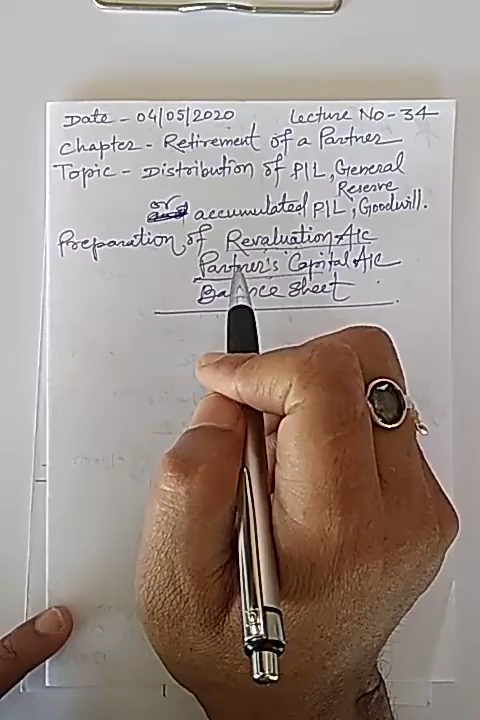 Date - 04/05/2020 Lecture No - 34
Chapter - Retirement of a Partner
Topic - Distribution of P/L, General
Reserve
or accumulated P/L, Goodwill.
Preparation of Revaluation A/C
Partner's Capital A/C
Balance Sheet